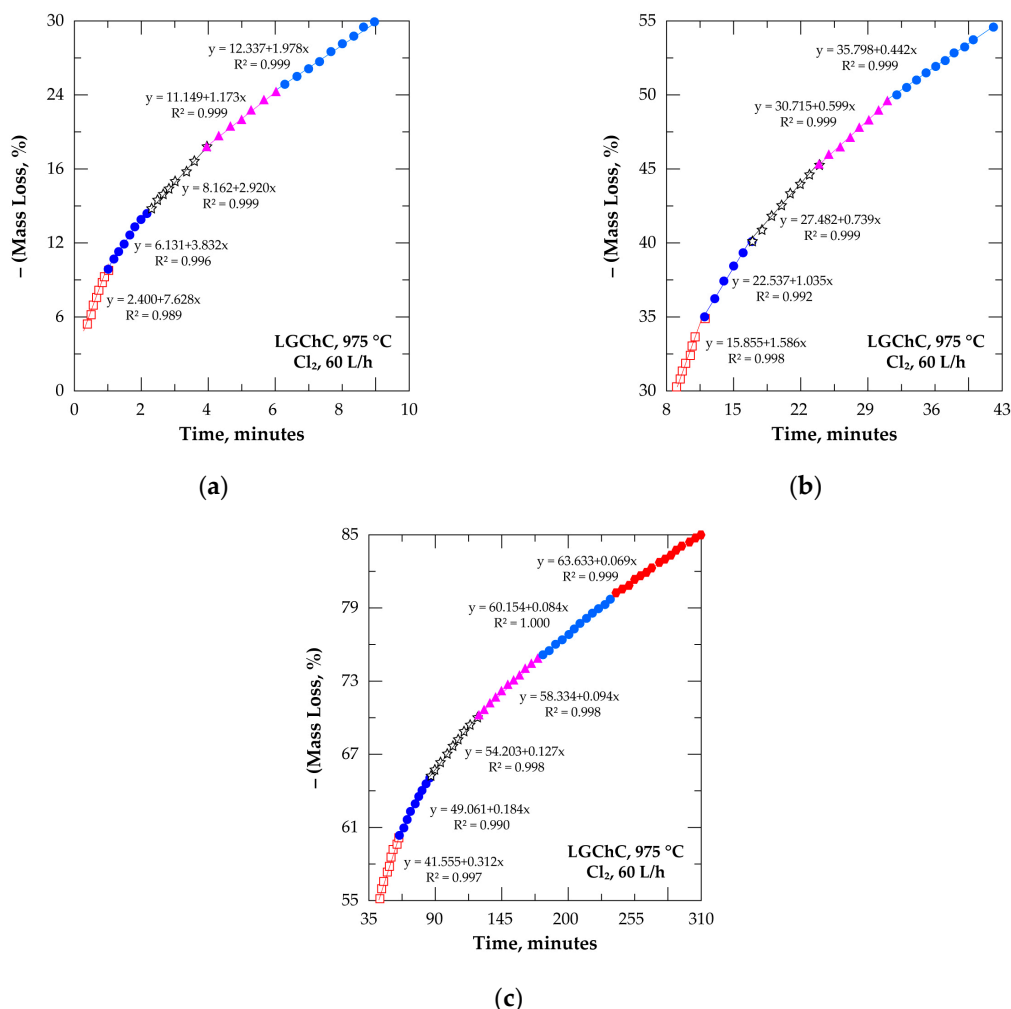 30
24
16
12
6
0
− (Mass Loss, %)
y = 12.337+1.978x
R² = 0.999
y = 11.149+1.173x
R² = 0.999
y = 8.162+2.920x
R² = 0.999
y = 6.131+3.832x
R² = 0.996
y = 2.400+7.628x
R² = 0.989
LGChC, 975 °C
Cl₂, 60 L/h
0 2 4 6 8 10
Time, minutes
(a)
55
50
45
40
35
30
− (Mass Loss, %)
y = 35.798+0.442x
R² = 0.999
y = 30.715+0.599x
R² = 0.999
y = 27.482+0.739x
R² = 0.999
y = 22.537+1.035x
R² = 0.992
y = 15.855+1.586x
R² = 0.998
LGChC, 975 °C
Cl₂, 60 L/h
8 15 22 29 36 43
Time, minutes
(b)
85
79
73
67
61
55
− (Mass Loss, %)
y = 63.633+0.069x
R² = 0.999
y = 60.154+0.084x
R² = 1.000
y = 58.334+0.094x
R² = 0.998
y = 54.203+0.127x
R² = 0.998
y = 49.061+0.184x
R² = 0.990
y = 41.555+0.312x
R² = 0.997
LGChC, 975 °C
Cl₂, 60 L/h
35 90 145 200 255 310
Time, minutes
(c)